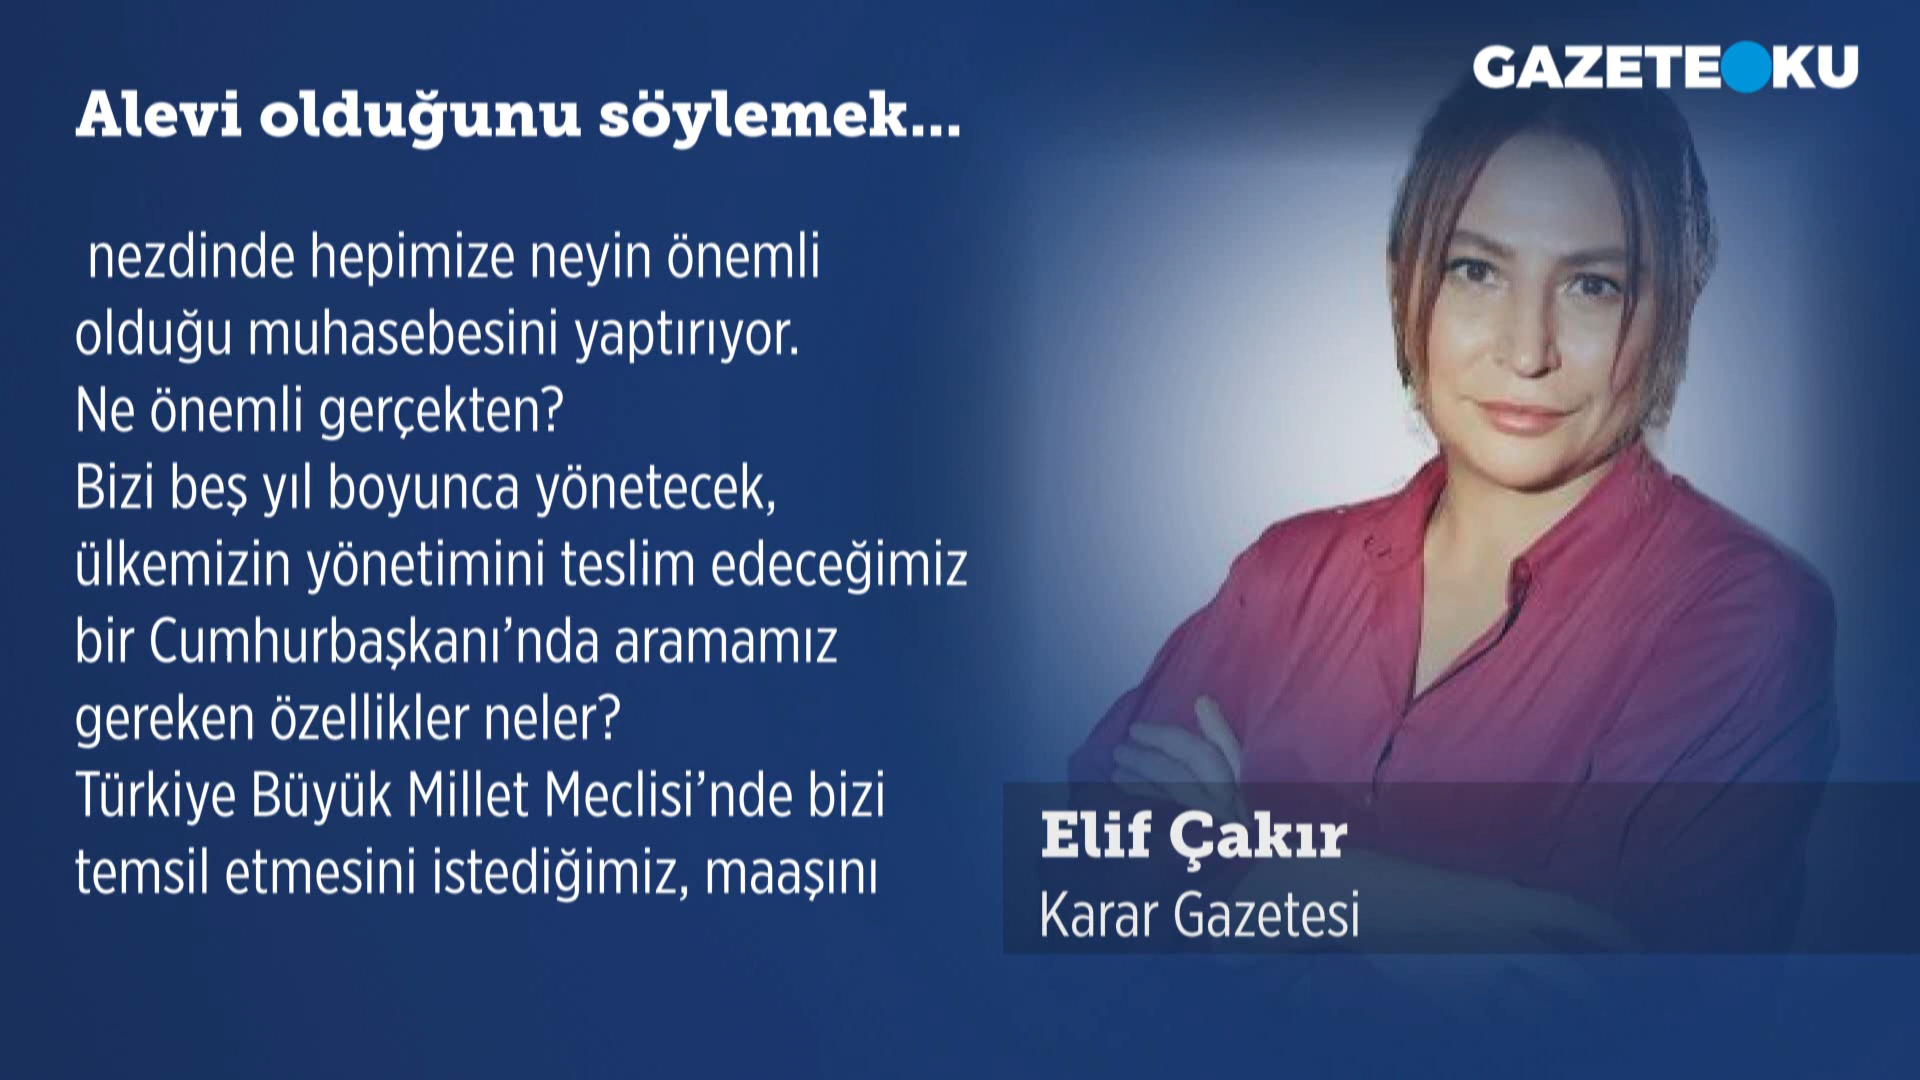 GAZETEOKU
Alevi olduğunu söylemek...
nezdinde hepimize neyin önemli
olduğu muhasebesini yaptırıyor.
Ne önemli gerçekten?
Bizi beş yıl boyunca yönetecek,
ülkemizin yönetimini teslim edeceğimiz
bir Cumhurbaşkanı’nda aramamız
gereken özellikler neler?
Türkiye Büyük Millet Meclisi’nde bizi
temsil etmesini istediğimiz, maaşını
Elif Çakır
Karar Gazetesi